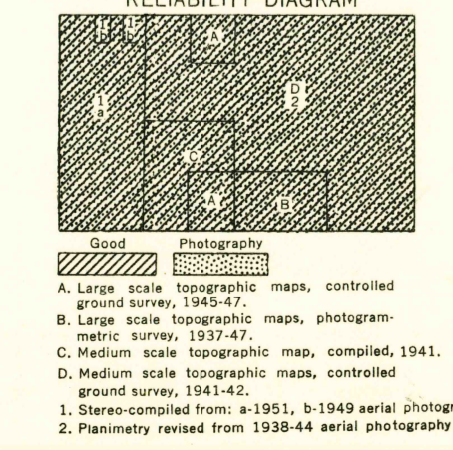 RELIABILITY DIAGRAM
1 b
1 b
A
1 a
D 2
C
A
B
Good Photography
A. Large scale topographic maps, controlled
ground survey, 1945-47.
B. Large scale topographic maps, photogram-
metric survey, 1937-47.
C. Medium scale topographic map, compiled, 1941.
D. Medium scale topographic maps, controlled
ground survey, 1941-42.
1. Stereo-compiled from: a-1951, b-1949 aerial photogr
2. Planimetry revised from 1938-44 aerial photography